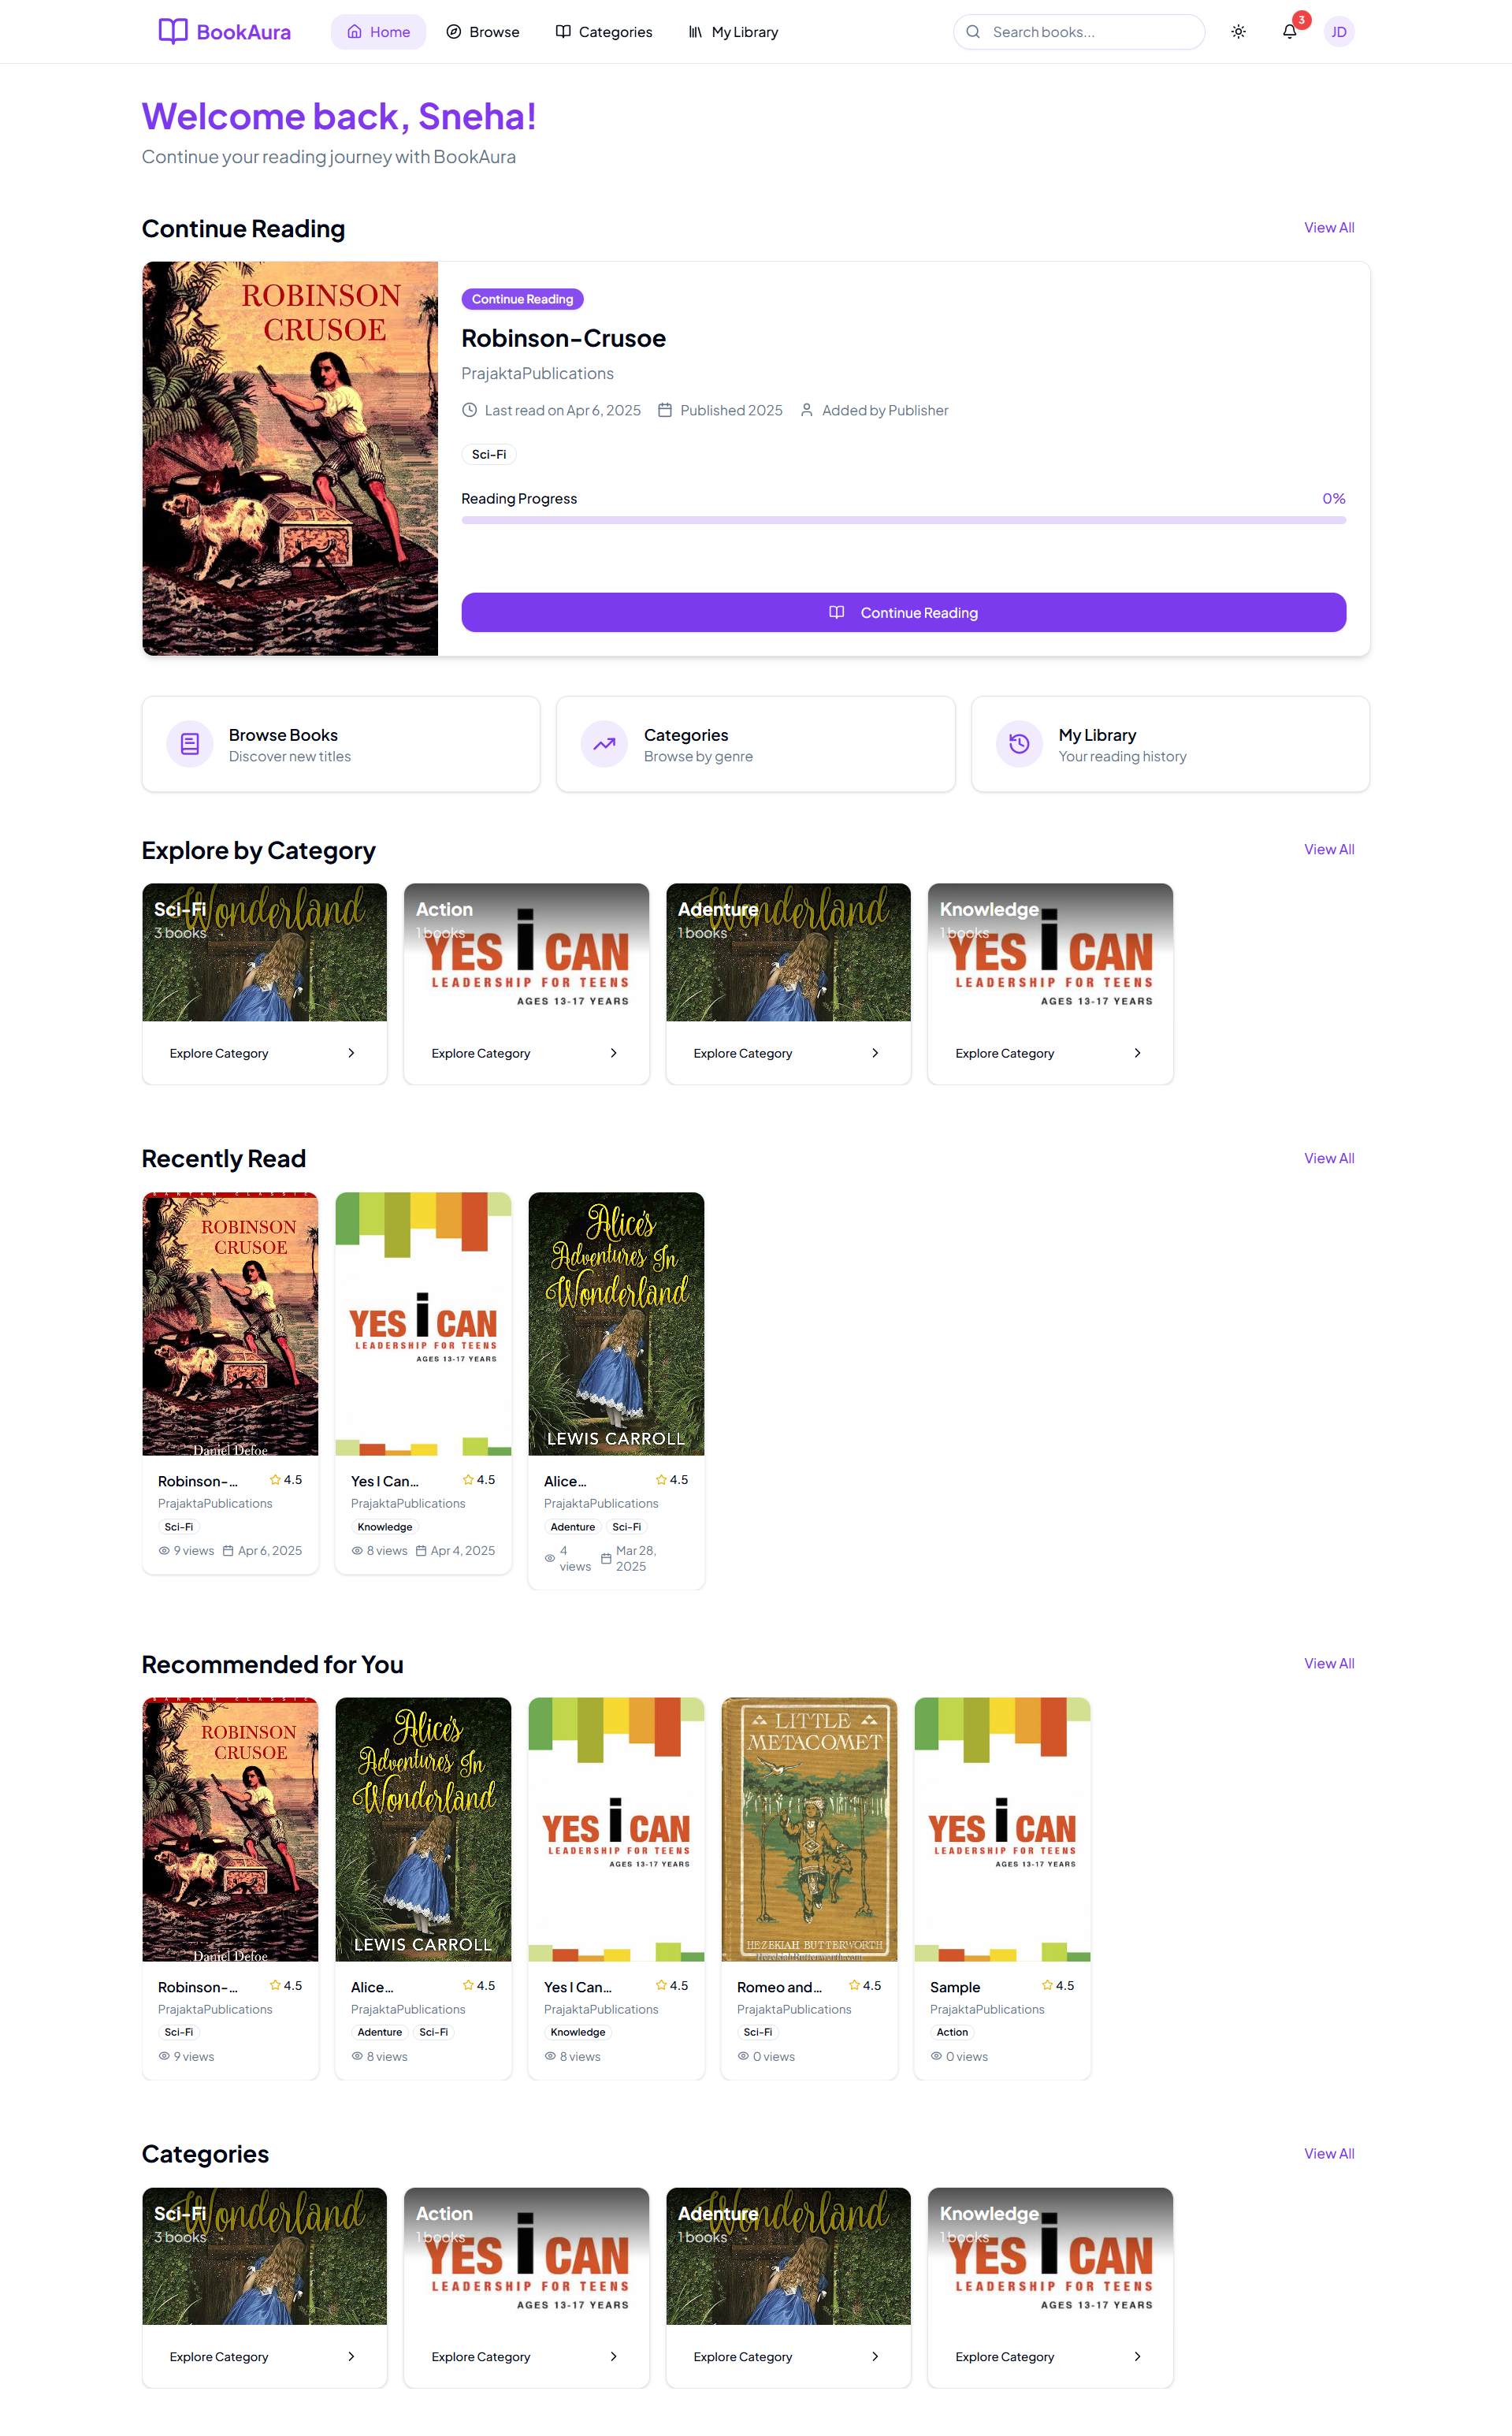 BookAura
Home
Browse
Categories
My Library
Search books...
3
JD
Welcome back, Sneha!
Continue your reading journey with BookAura
Continue Reading
View All
ROBINSON
CRUSOE
Continue Reading
Robinson-Crusoe
PrajaktaPublications
Last read on Apr 6, 2025
Published 2025
Added by Publisher
Sci-Fi
Reading Progress
0%
Continue Reading
Browse Books
Discover new titles
Categories
Browse by genre
My Library
Your reading history
Explore by Category
View All
Sci-Fi
3 books
Wonderland
Explore Category
Action
1 books
YES i CAN
LEADERSHIP FOR TEENS
AGES 13-17 YEARS
Explore Category
Adenture
1 books
Wonderland
Explore Category
Knowledge
1 books
YES i CAN
LEADERSHIP FOR TEENS
AGES 13-17 YEARS
Explore Category
Recently Read
View All
BANTAM CLASSIC
ROBINSON
CRUSOE
Daniel Defoe
Robinson-...
4.5
PrajaktaPublications
Sci-Fi
9 views
Apr 6, 2025
YES i CAN
LEADERSHIP FOR TEENS
AGES 13-17 YEARS
Yes I Can...
4.5
PrajaktaPublications
Knowledge
8 views
Apr 4, 2025
Alice's
Adventures In
Wonderland
LEWIS CARROLL
Alice...
4.5
PrajaktaPublications
Adenture
Sci-Fi
4
views
Mar 28,
2025
Recommended for You
View All
BANTAM CLASSIC
ROBINSON
CRUSOE
Daniel Defoe
Robinson-...
4.5
PrajaktaPublications
Sci-Fi
9 views
Alice's
Adventures In
Wonderland
LEWIS CARROLL
Alice...
4.5
PrajaktaPublications
Adenture
Sci-Fi
8 views
YES i CAN
LEADERSHIP FOR TEENS
AGES 13-17 YEARS
Yes I Can...
4.5
PrajaktaPublications
Knowledge
8 views
LITTLE
METACOMET
HEZEKIAH BUTTERWORTH
Romeo and...
4.5
PrajaktaPublications
Sci-Fi
0 views
YES i CAN
LEADERSHIP FOR TEENS
AGES 13-17 YEARS
Sample
4.5
PrajaktaPublications
Action
0 views
Categories
View All
Sci-Fi
3 books
Wonderland
Explore Category
Action
1 books
YES i CAN
LEADERSHIP FOR TEENS
AGES 13-17 YEARS
Explore Category
Adenture
1 books
Wonderland
Explore Category
Knowledge
1 books
YES i CAN
LEADERSHIP FOR TEENS
AGES 13-17 YEARS
Explore Category